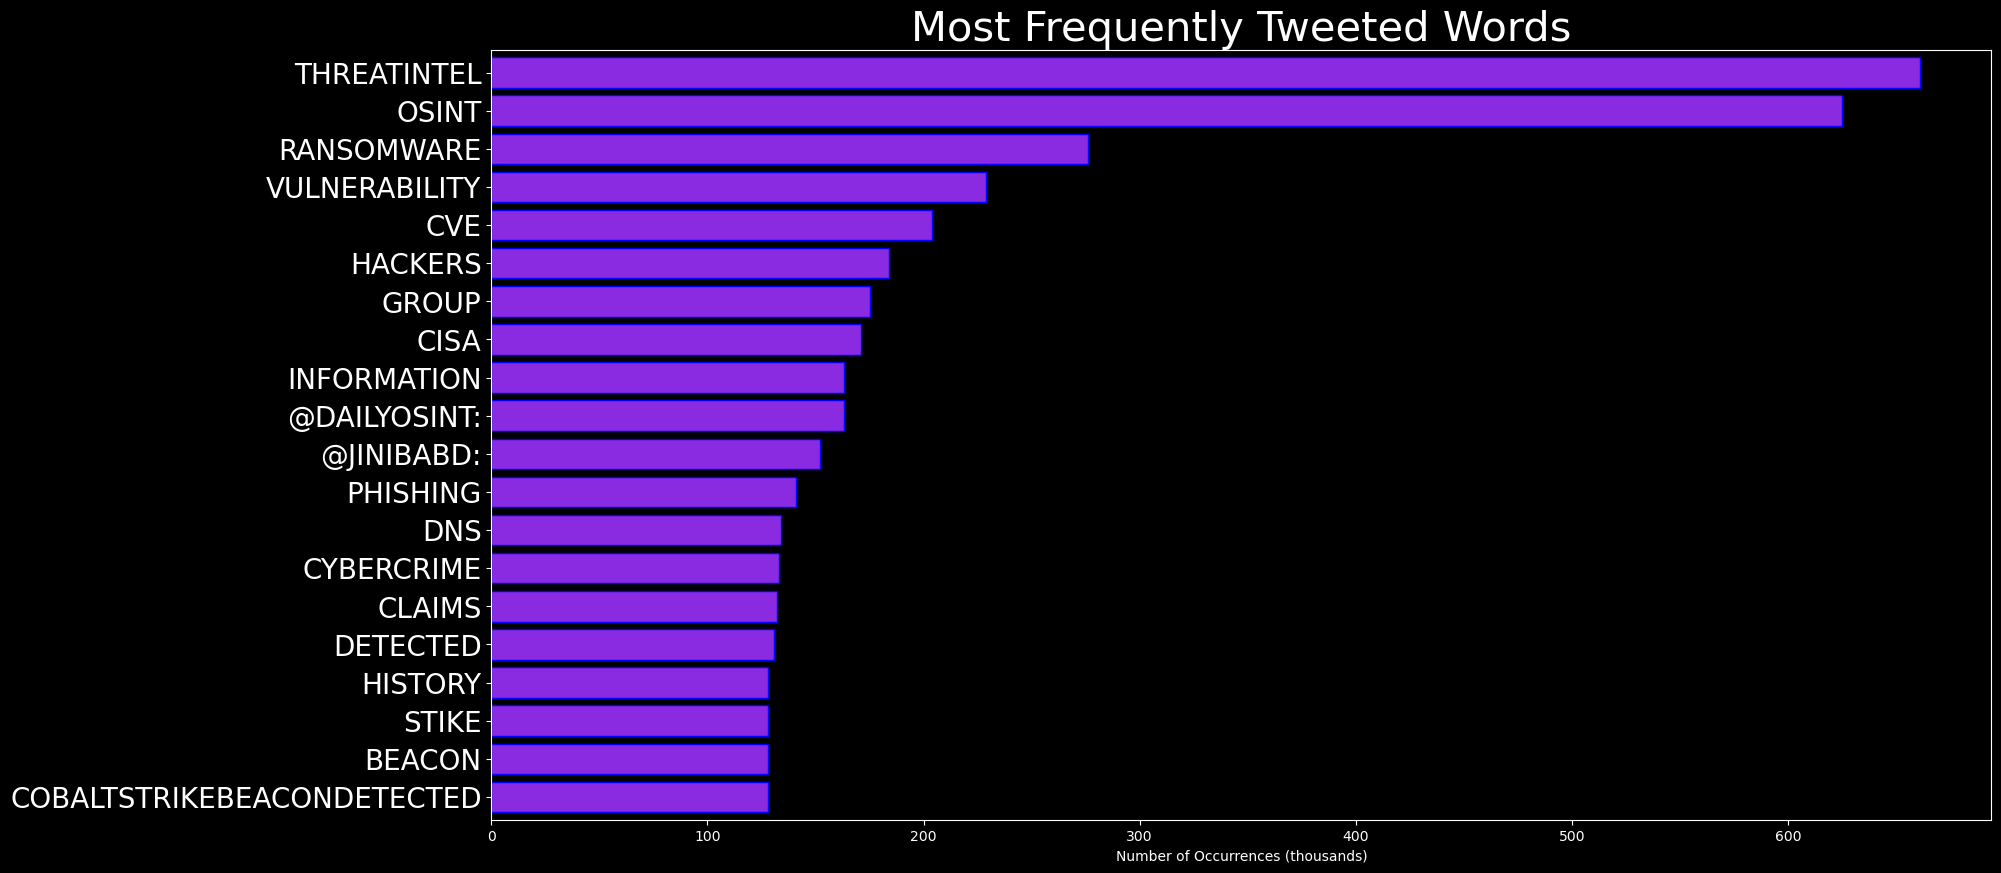 Most Frequently Tweeted Words
THREATINTEL
OSINT
RANSOMWARE
VULNERABILITY
CVE
HACKERS
GROUP
CISA
INFORMATION
@DAILYOSINT:
@JINIBABD:
PHISHING
DNS
CYBERCRIME
CLAIMS
DETECTED
HISTORY
STIKE
BEACON
COBALTSTRIKEBEACONDETECTED
0 100 200 300 400 500 600
Number of Occurrences (thousands)